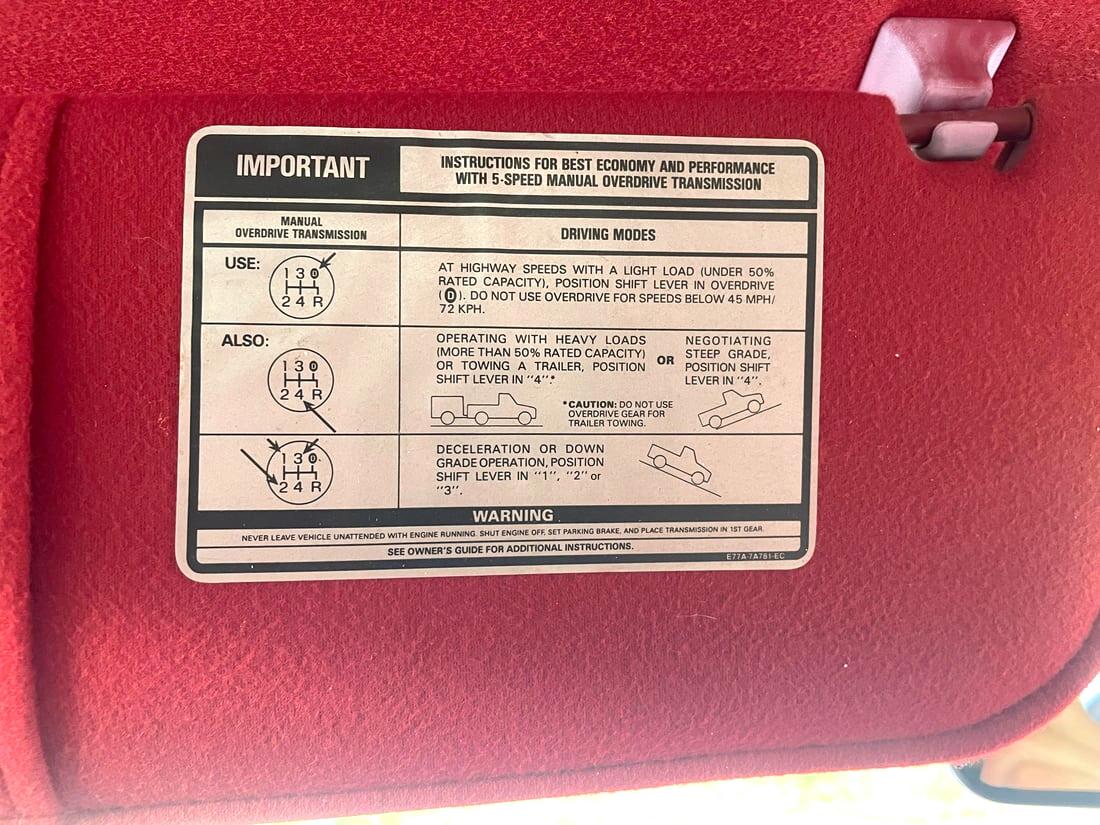 IMPORTANT
INSTRUCTIONS FOR BEST ECONOMY AND PERFORMANCE
WITH 5-SPEED MANUAL OVERDRIVE TRANSMISSION
MANUAL
OVERDRIVE TRANSMISSION
DRIVING MODES
USE:
1 3 D
2 4 R
AT HIGHWAY SPEEDS WITH A LIGHT LOAD (UNDER 50%
RATED CAPACITY), POSITION SHIFT LEVER IN OVERDRIVE
(D). DO NOT USE OVERDRIVE FOR SPEEDS BELOW 45 MPH/
72 KPH.
ALSO:
1 3 D
2 4 R
OPERATING WITH HEAVY LOADS
(MORE THAN 50% RATED CAPACITY)
OR TOWING A TRAILER, POSITION
SHIFT LEVER IN "4".*
OR
NEGOTIATING
STEEP GRADE,
POSITION SHIFT
LEVER IN "4".
*CAUTION: DO NOT USE
OVERDRIVE GEAR FOR
TRAILER TOWING.
1 3 D
2 4 R
DECELERATION OR DOWN
GRADE OPERATION, POSITION
SHIFT LEVER IN "1", "2" or
"3".
WARNING
NEVER LEAVE VEHICLE UNATTENDED WITH ENGINE RUNNING. SHUT ENGINE OFF, SET PARKING BRAKE, AND PLACE TRANSMISSION IN 1ST GEAR.
SEE OWNER'S GUIDE FOR ADDITIONAL INSTRUCTIONS.
E77A-7A781-EC